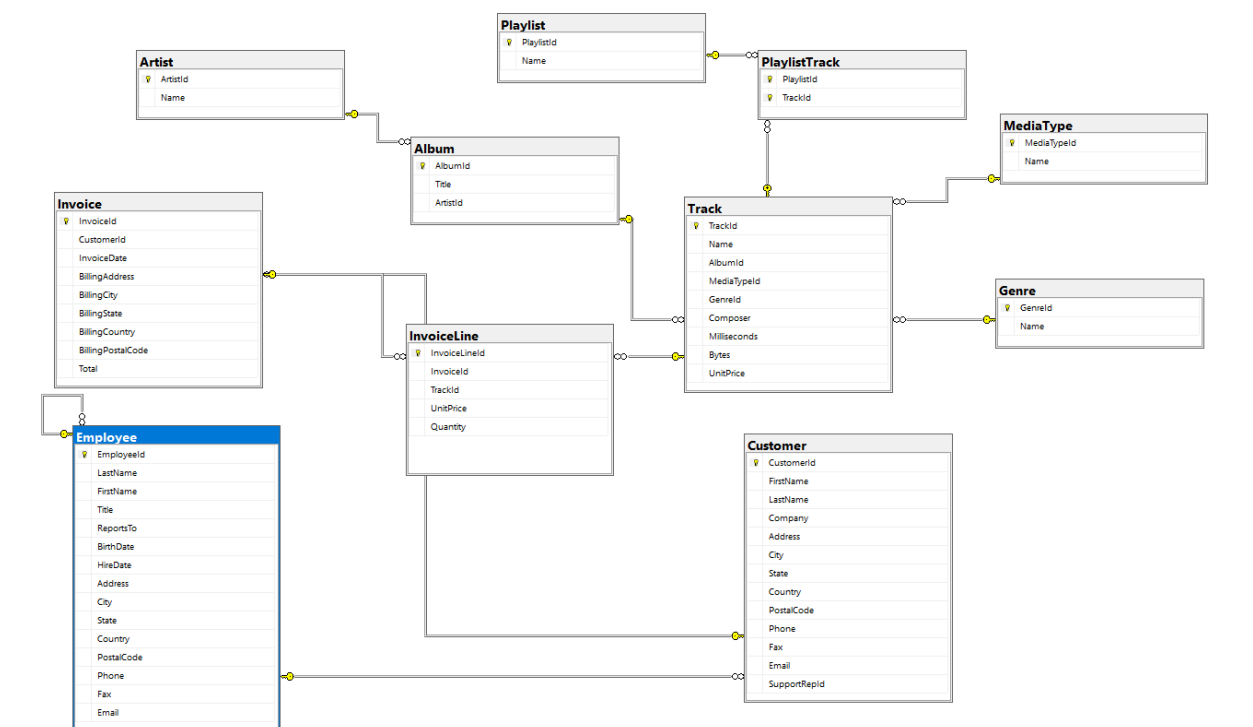 Playlist
PlaylistId
Name
Artist
ArtistId
Name
PlaylistTrack
PlaylistId
TrackId
MediaType
MediaTypeId
Name
Album
AlbumId
Title
ArtistId
Invoice
InvoiceId
CustomerId
InvoiceDate
BillingAddress
BillingCity
BillingState
BillingCountry
BillingPostalCode
Total
Track
TrackId
Name
AlbumId
MediaTypeId
GenreId
Composer
Milliseconds
Bytes
UnitPrice
Genre
GenreId
Name
InvoiceLine
InvoiceLineId
InvoiceId
TrackId
UnitPrice
Quantity
Employee
EmployeeId
LastName
FirstName
Title
ReportsTo
BirthDate
HireDate
Address
City
State
Country
PostalCode
Phone
Fax
Email
Customer
CustomerId
FirstName
LastName
Company
Address
City
State
Country
PostalCode
Phone
Fax
Email
SupportRepId